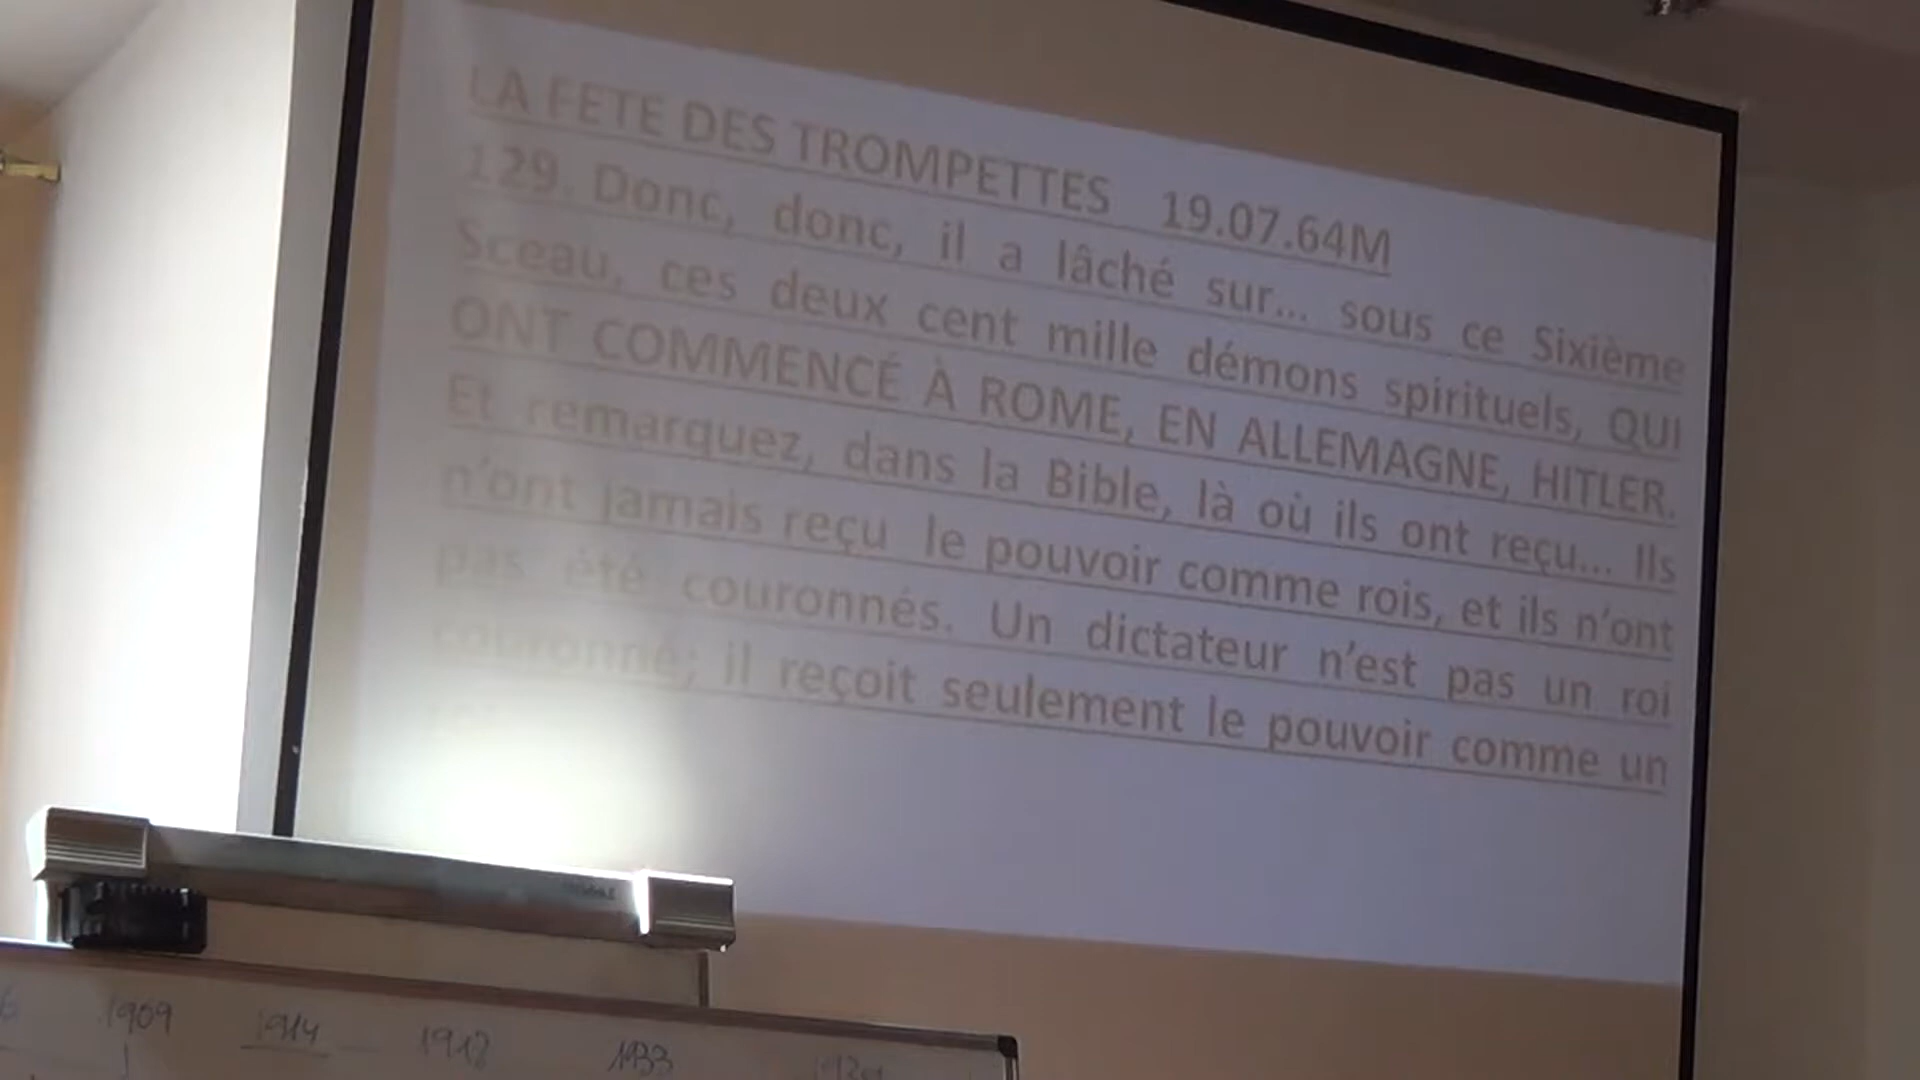 LA FETE DES TROMPETTES 19.07.64M
129. Donc, donc, il a lâché sur... sous ce Sixième
Sceau, ces deux cent mille démons spirituels, QUI
ONT COMMENCÉ À ROME, EN ALLEMAGNE, HITLER.
Et remarquez, dans la Bible, là où ils ont reçu... Ils
n'ont jamais reçu le pouvoir comme rois, et ils n'ont
pas été couronnés. Un dictateur n'est pas un roi
couronné; il reçoit seulement le pouvoir comme un
1909 1914 1918 1933